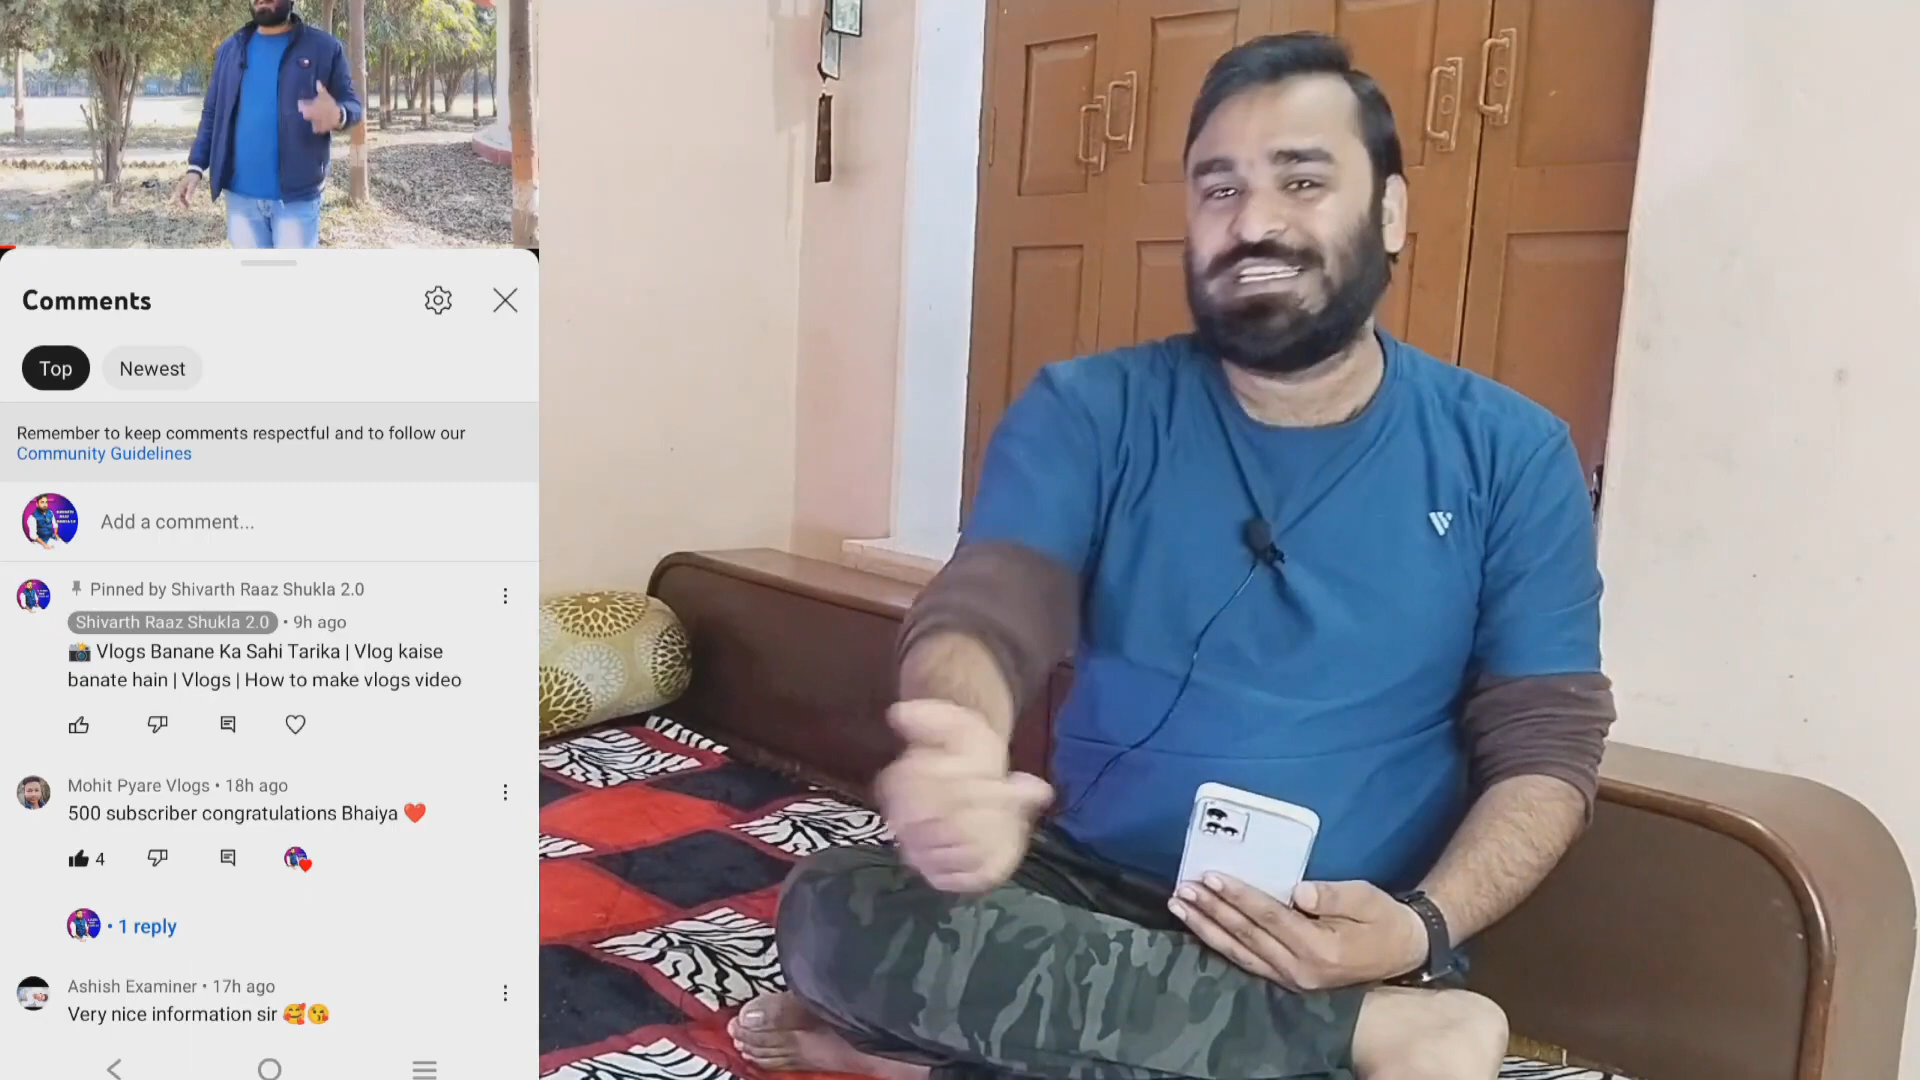 Comments
Top
Newest
Remember to keep comments respectful and to follow our
Community Guidelines
Add a comment...
Pinned by Shivarth Raaz Shukla 2.0
Shivarth Raaz Shukla 2.0 • 9h ago
📸 Vlogs Banane Ka Sahi Tarika | Vlog kaise
banate hain | Vlogs | How to make vlogs video
Mohit Pyare Vlogs • 18h ago
500 subscriber congratulations Bhaiya ❤️
4
• 1 reply
Ashish Examiner • 17h ago
Very nice information sir 🥰😘